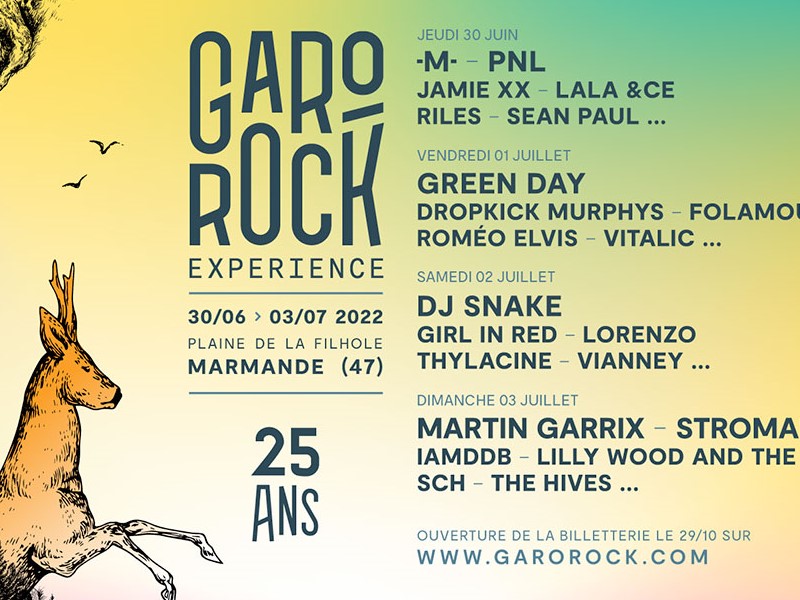 GARO
ROCK
EXPERIENCE
30/06 > 03/07 2022
PLAINE DE LA FILHOLE
MARMANDE (47)
25
ANS
JEUDI 30 JUIN
-M- – PNL
JAMIE XX – LALA &CE
RILES – SEAN PAUL ...
VENDREDI 01 JUILLET
GREEN DAY
DROPKICK MURPHYS – FOLAMOU
ROMÉO ELVIS – VITALIC ...
SAMEDI 02 JUILLET
DJ SNAKE
GIRL IN RED – LORENZO
THYLACINE – VIANNEY ...
DIMANCHE 03 JUILLET
MARTIN GARRIX – STROMA
IAMDDB – LILLY WOOD AND THE
SCH – THE HIVES ...
OUVERTURE DE LA BILLETTERIE LE 29/10 SUR
WWW.GAROROCK.COM